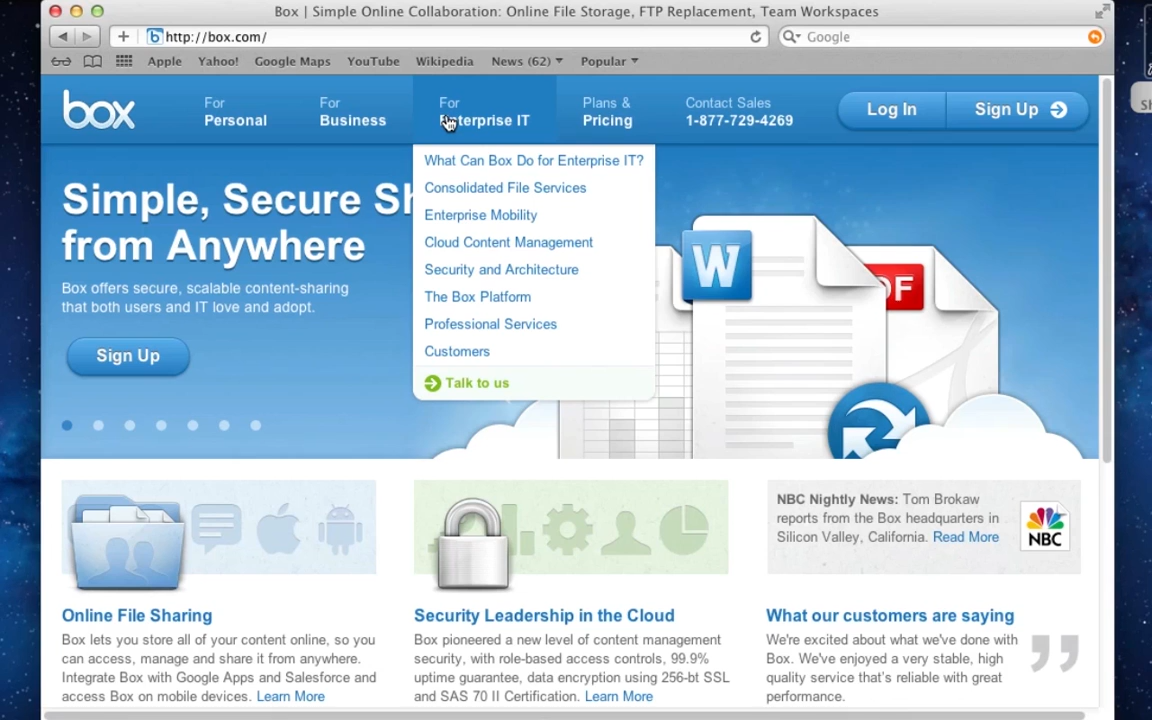 Box | Simple Online Collaboration: Online File Storage, FTP Replacement, Team Workspaces
http://box.com/
Google
Apple Yahoo! Google Maps YouTube Wikipedia News (62) Popular
box
For Personal
For Business
For Enterprise IT
Plans & Pricing
Contact Sales
1-877-729-4269
Log In
Sign Up
What Can Box Do for Enterprise IT?
Consolidated File Services
Enterprise Mobility
Cloud Content Management
Security and Architecture
The Box Platform
Professional Services
Customers
Talk to us
Simple, Secure
from Anywhere
Box offers secure, scalable content-sharing
that both users and IT love and adopt.
Sign Up
W
NBC Nightly News: Tom Brokaw
reports from the Box headquarters in
Silicon Valley, California. Read More
NBC
Online File Sharing
Box lets you store all of your content online, so you
can access, manage and share it from anywhere.
Integrate Box with Google Apps and Salesforce and
access Box on mobile devices. Learn More
Security Leadership in the Cloud
Box pioneered a new level of content management
security, with role-based access controls, 99.9%
uptime guarantee, data encryption using 256-bt SSL
and SAS 70 II Certification. Learn More
What our customers are saying
We're excited about what we've done with
Box. We've enjoyed a very stable, high
quality service that's reliable with great
performance.